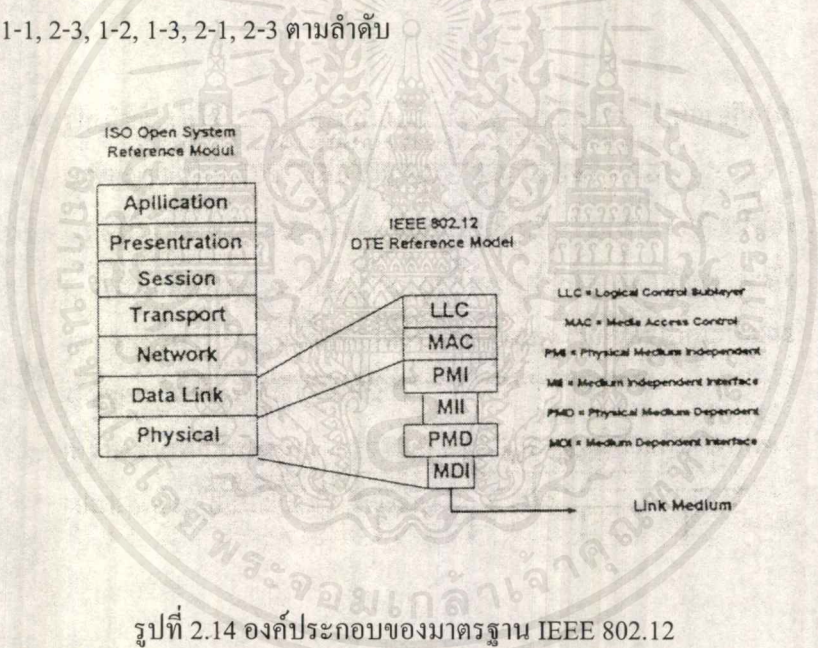 1-1, 2-3, 1-2, 1-3, 2-1, 2-3 ตามลำดับ
ISO Open System
Reference Modul
Apllication
Presentration
Session
Transport
Network
Data Link
Physical
IEEE 802.12
DTE Reference Model
LLC
MAC
PMI
MII
PMD
MDI
LLC = Logical Control Sublayer
MAC = Media Access Control
PMI = Physical Medium Independent
MII = Medium Independent Interface
PMD = Physical Medium Dependent
MDI = Medium Dependent Interface
Link Medium
รูปที่ 2.14 องค์ประกอบของมาตรฐาน IEEE 802.12